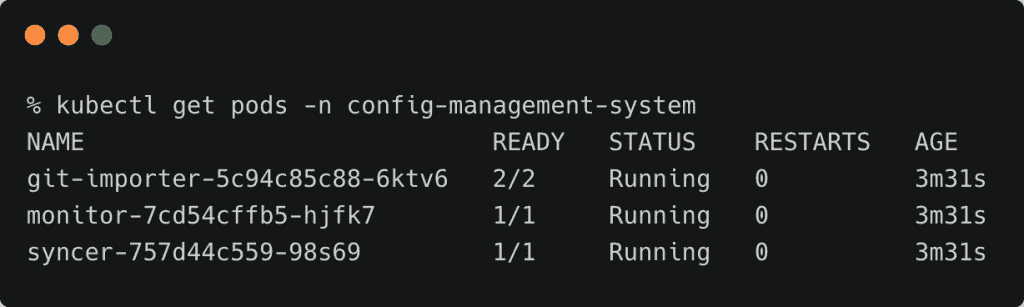 % kubectl get pods -n config-management-system
NAME READY STATUS RESTARTS AGE
git-importer-5c94c85c88-6ktv6 2/2 Running 0 3m31s
monitor-7cd54cffb5-hjfk7 1/1 Running 0 3m31s
syncer-757d44c559-98s69 1/1 Running 0 3m31s